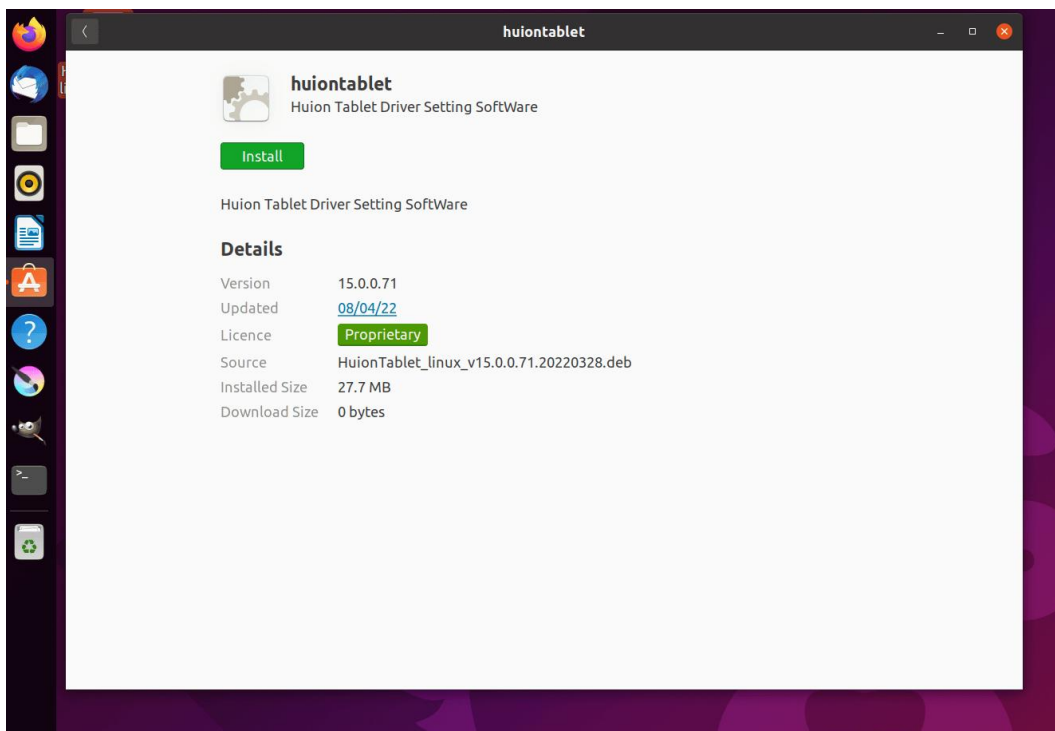 huiontablet
huiontablet
Huion Tablet Driver Setting SoftWare
Install
Huion Tablet Driver Setting SoftWare
Details
Version 15.0.0.71
Updated 08/04/22
Licence Proprietary
Source HuionTablet_linux_v15.0.0.71.20220328.deb
Installed Size 27.7 MB
Download Size 0 bytes